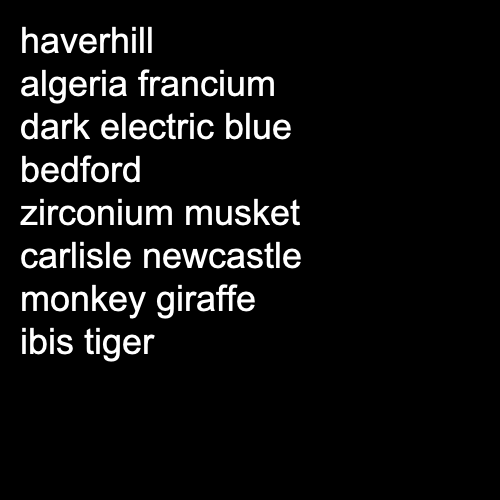 haverhill
algeria francium
dark electric blue
bedford
zirconium musket
carlisle newcastle
monkey giraffe
ibis tiger